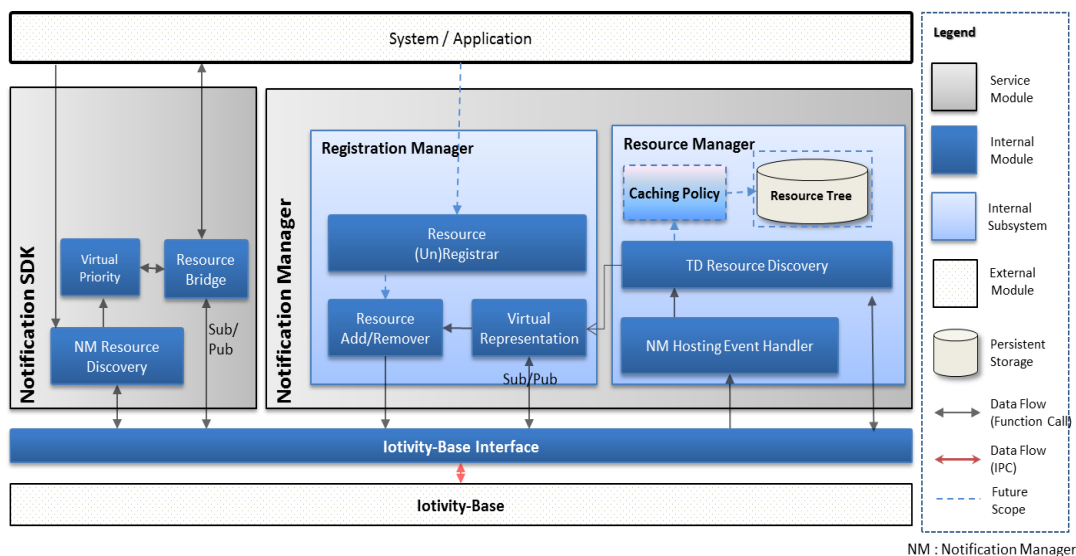 System / Application
Legend
Service
Module
Internal
Module
Internal
Subsystem
External
Module
Persistent
Storage
Data Flow
(Function Call)
Data Flow
(IPC)
Future
Scope
Notification SDK
Virtual
Priority
Resource
Bridge
Sub/
Pub
NM Resource
Discovery
Notification Manager
Registration Manager
Resource
(Un)Registrar
Resource
Add/Remover
Virtual
Representation
Sub/Pub
Resource Manager
Caching Policy
Resource Tree
TD Resource Discovery
NM Hosting Event Handler
Iotivity-Base Interface
Iotivity-Base
NM : Notification Manager